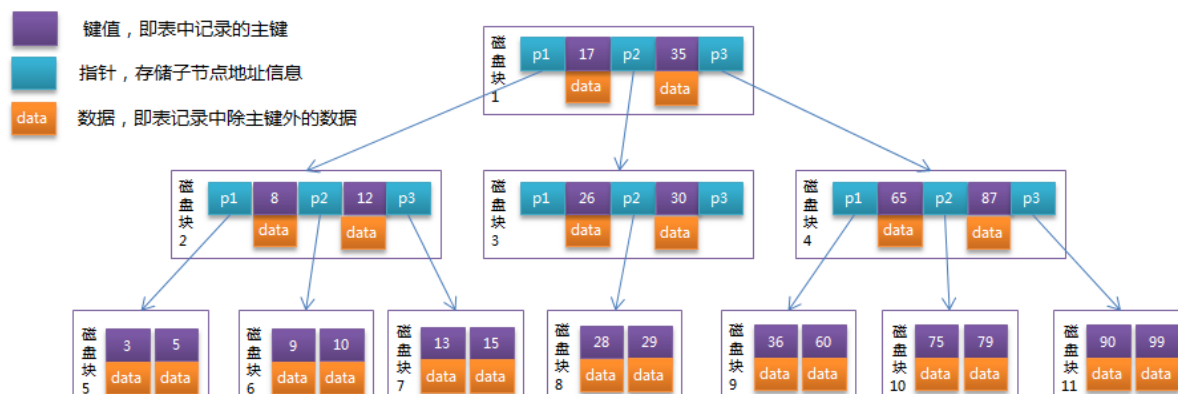 键值，即表中记录的主键
指针，存储子节点地址信息
data 数据，即表记录中除主键外的数据
磁盘块1
p1 17 p2 35 p3
data data
磁盘块2
p1 8 p2 12 p3
data data
磁盘块3
p1 26 p2 30 p3
data data
磁盘块4
p1 65 p2 87 p3
data data
磁盘块5
3 5
data data
磁盘块6
9 10
data data
磁盘块7
13 15
data data
磁盘块8
28 29
data data
磁盘块9
36 60
data data
磁盘块10
75 79
data data
磁盘块11
90 99
data data